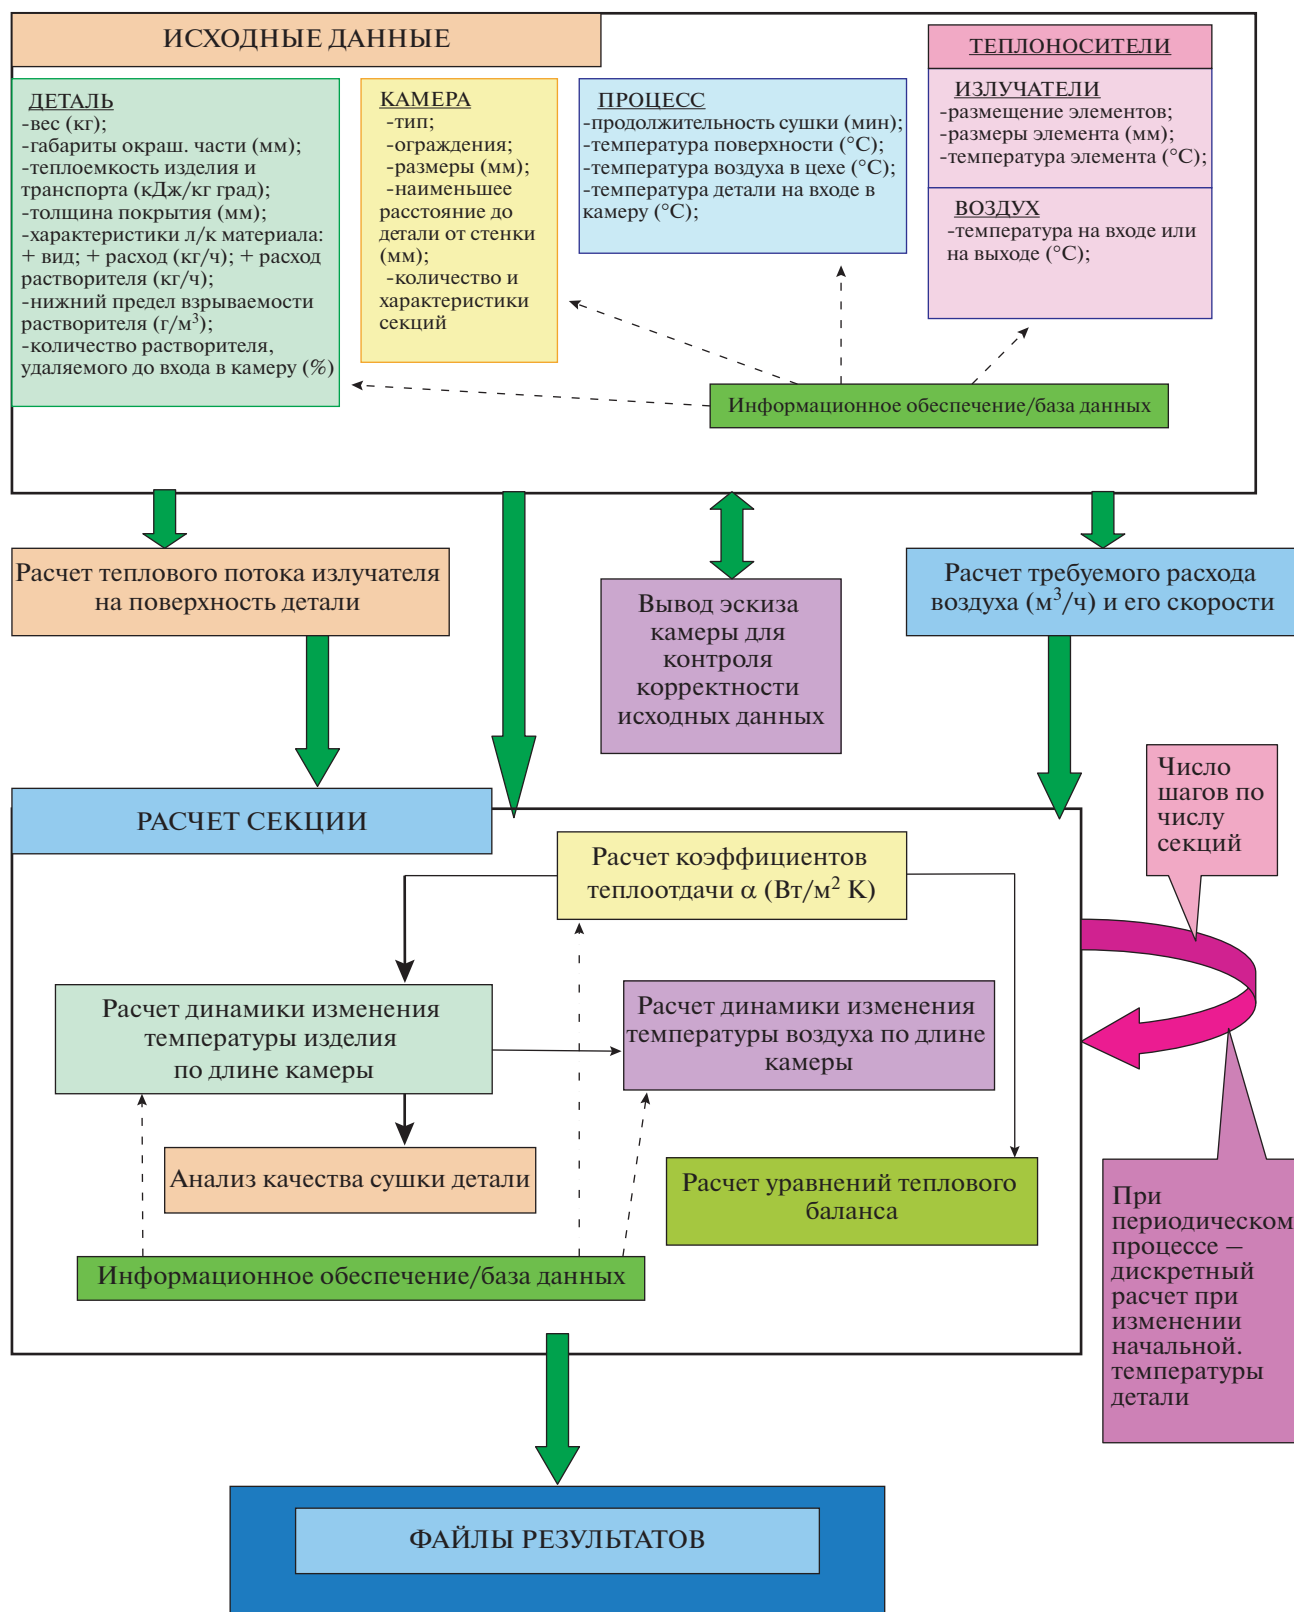 ИСХОДНЫЕ ДАННЫЕ
ДЕТАЛЬ
-вес (кг);
-габариты окраш. части (мм);
-теплоемкость изделия и
транспорта (кДж/кг град);
-толщина покрытия (мм);
-характеристики л/к материала:
+ вид; + расход (кг/ч); + расход
растворителя (кг/ч);
-нижний предел взрываемости
растворителя (г/м³);
-количество растворителя,
удаляемого до входа в камеру (%)
КАМЕРА
-тип;
-ограждения;
-размеры (мм);
-наименьшее
расстояние до
детали от стенки
(мм);
-количество и
характеристики
секций
ПРОЦЕСС
-продолжительность сушки (мин);
-температура поверхности (°C);
-температура воздуха в цехе (°C);
-температура детали на входе в
камеру (°C);
ТЕПЛОНОСИТЕЛИ
ИЗЛУЧАТЕЛИ
-размещение элементов;
-размеры элемента (мм);
-температура элемента (°C);
ВОЗДУХ
-температура на входе или
на выходе (°C);
Информационное обеспечение/база данных
Расчет теплового потока излучателя
на поверхность детали
Вывод эскиза
камеры для
контроля
корректности
исходных данных
Расчет требуемого расхода
воздуха (м³/ч) и его скорости
Число
шагов по
числу
секций
РАСЧЕТ СЕКЦИИ
Расчет коэффициентов
теплоотдачи α (Вт/м² К)
Расчет динамики изменения
температуры изделия
по длине камеры
Расчет динамики изменения
температуры воздуха по длине
камеры
Анализ качества сушки детали
Расчет уравнений теплового
баланса
Информационное обеспечение/база данных
При
периодическом
процессе –
дискретный
расчет при
изменении
начальной.
температуры
детали
ФАЙЛЫ РЕЗУЛЬТАТОВ